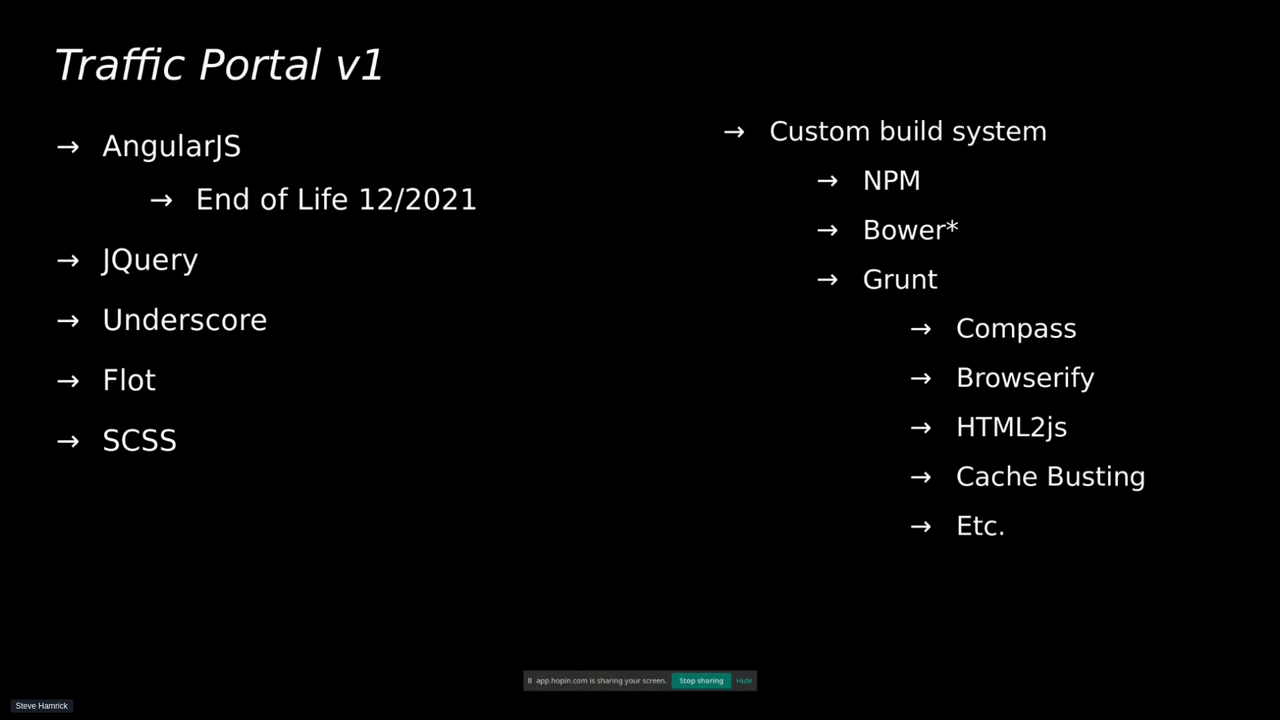 Traffic Portal v1
→ AngularJS
→ End of Life 12/2021
→ JQuery
→ Underscore
→ Flot
→ SCSS
→ Custom build system
→ NPM
→ Bower*
→ Grunt
→ Compass
→ Browserify
→ HTML2js
→ Cache Busting
→ Etc.
app.hopin.com is sharing your screen. Stop sharing Hide
Steve Hamrick